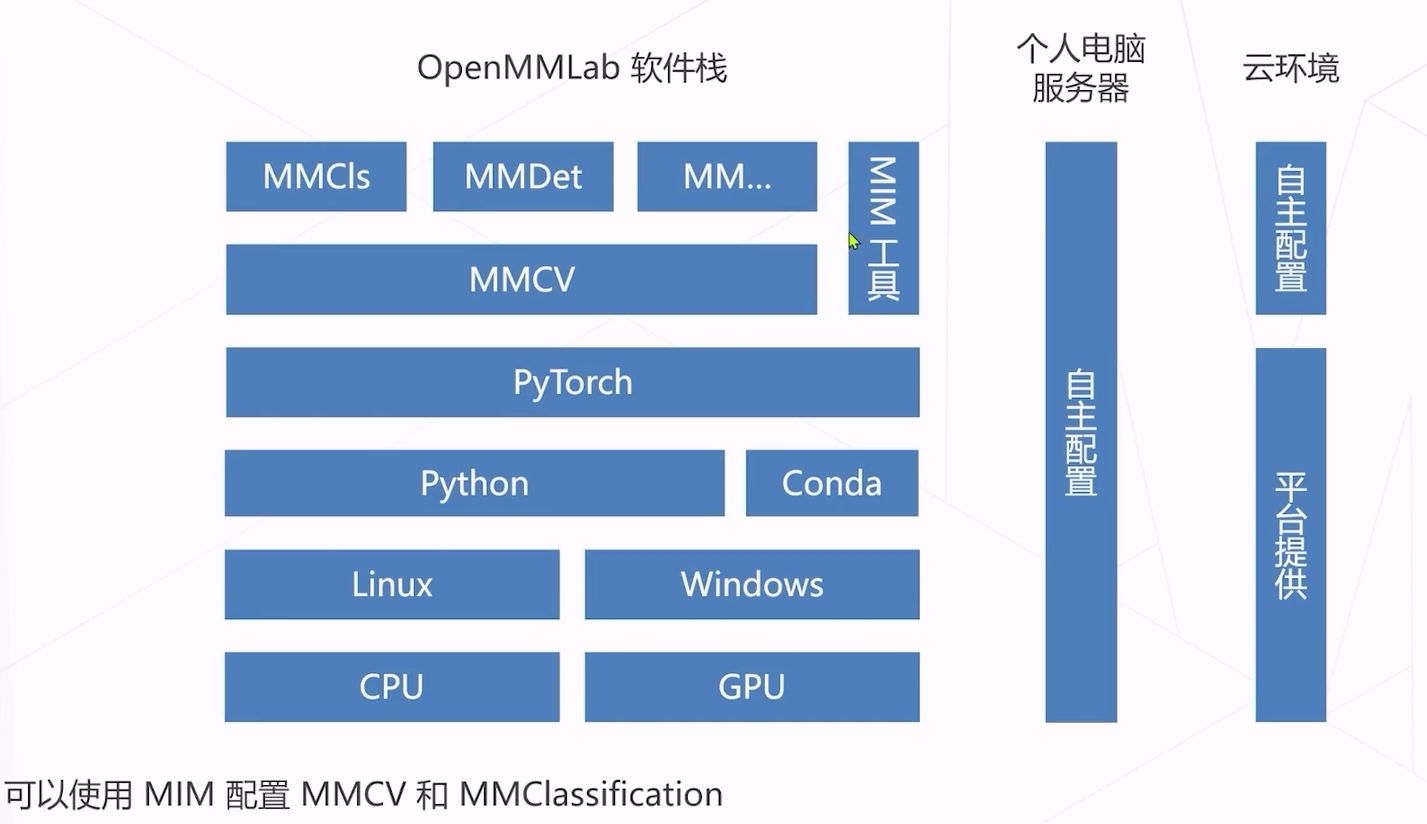 OpenMMLab 软件栈
个人电脑
服务器
云环境
MMCls
MMDet
MM...
MIM 工具
MMCV
PyTorch
Python
Conda
Linux
Windows
CPU
GPU
自主配置
自主配置
平台提供
可以使用 MIM 配置 MMCV 和 MMClassification